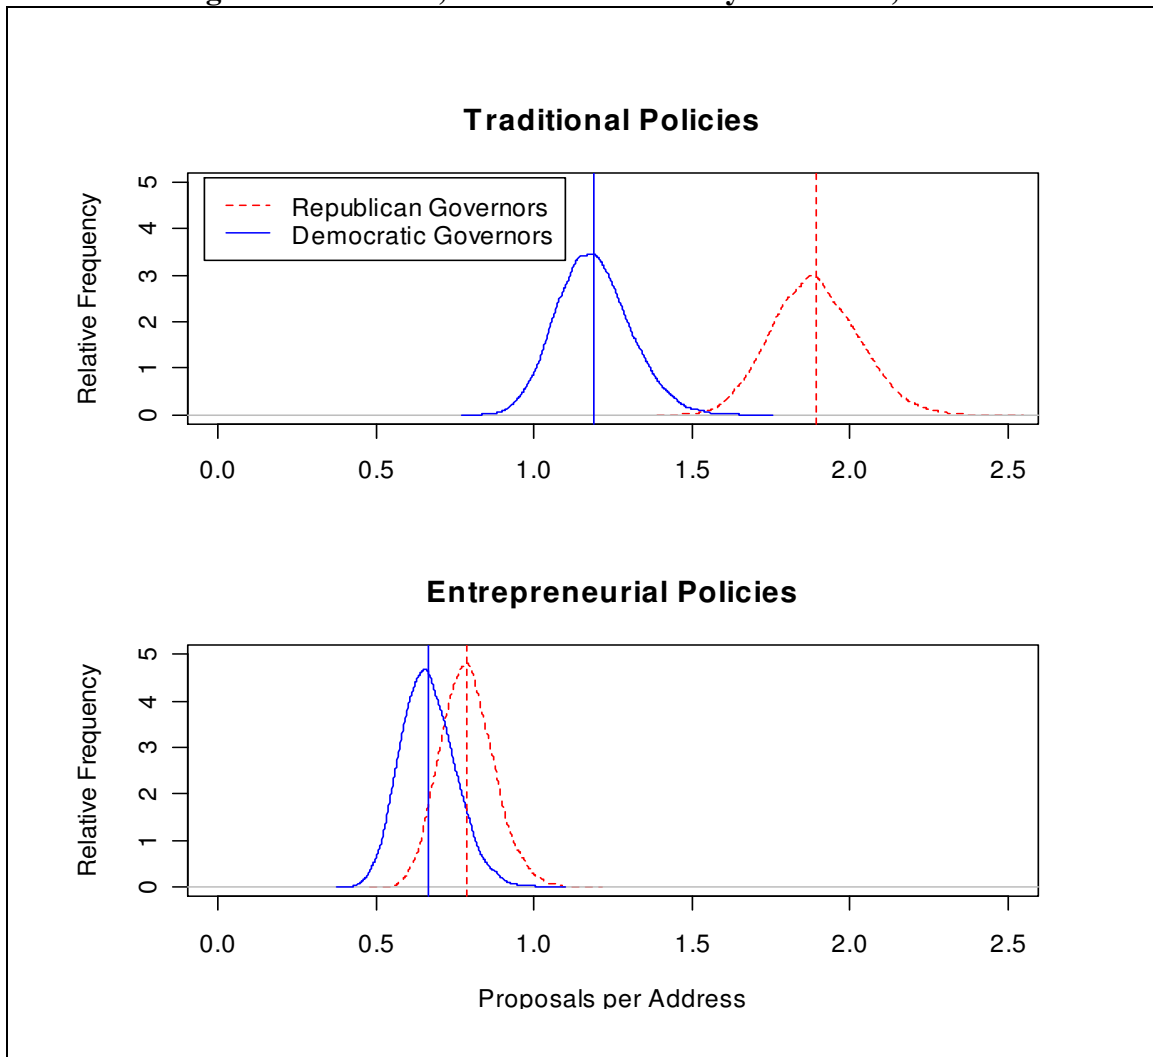 Traditional Policies
Relative Frequency
5
4
3
2
1
0
Republican Governors
Democratic Governors
0.0 0.5 1.0 1.5 2.0 2.5
Entrepreneurial Policies
Relative Frequency
5
4
3
2
1
0
0.0 0.5 1.0 1.5 2.0 2.5
Proposals per Address